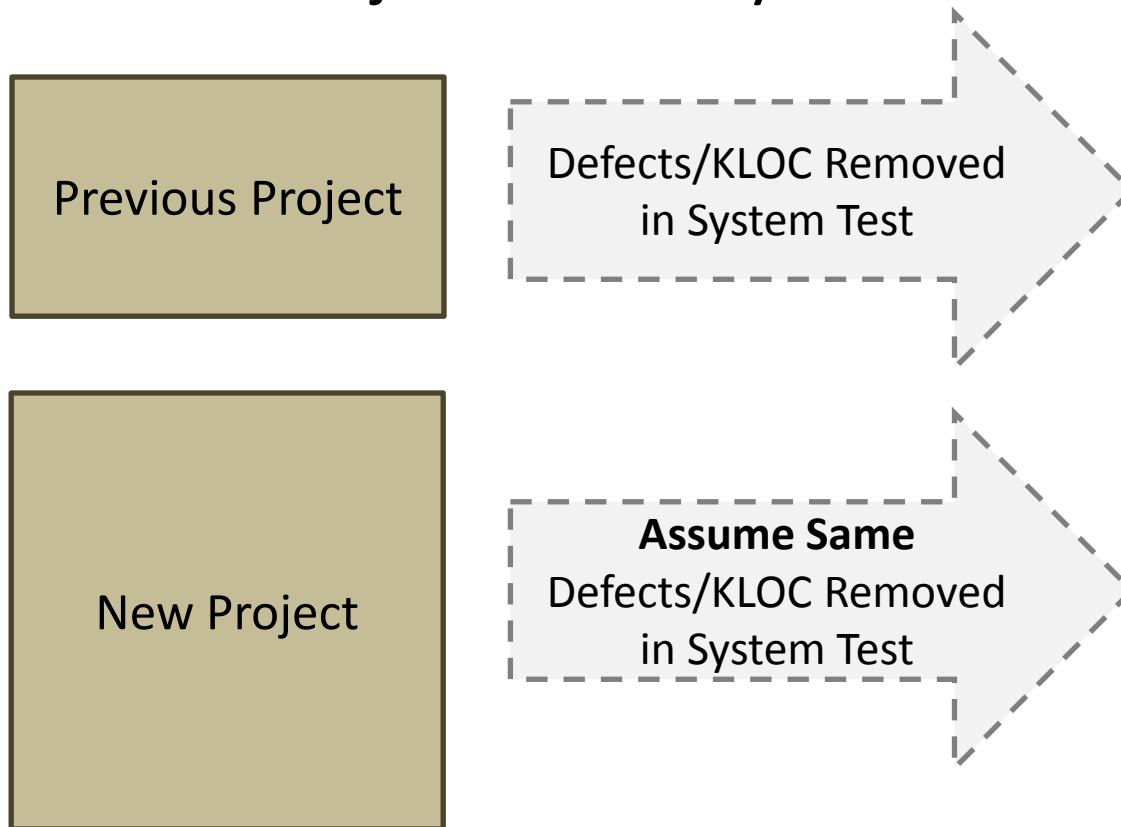 Previous Project
Defects/KLOC Removed
in System Test
New Project
Assume Same
Defects/KLOC Removed
in System Test